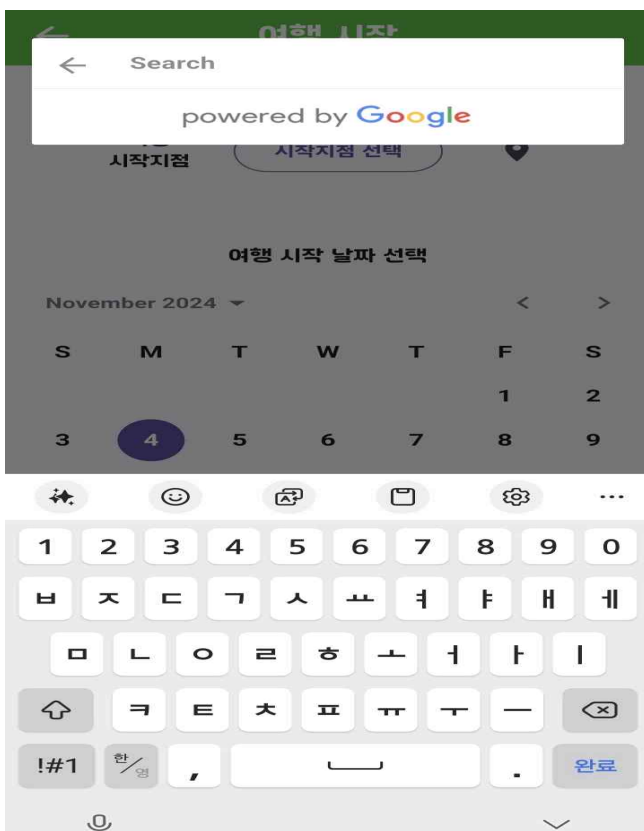 여행 시작
Search
powered by Google
시작지점
시작지점 선택
여행 시작 날짜 선택
November 2024
S M T W T F S
1 2
3 4 5 6 7 8 9
1 2 3 4 5 6 7 8 9 0
ㅂ ㅈ ㄷ ㄱ ㅅ ㅛ ㅕ ㅑ ㅐ ㅔ
ㅁ ㄴ ㅇ ㄹ ㅎ ㅗ ㅓ ㅏ ㅣ
ㅋ ㅌ ㅊ ㅍ ㅠ ㅜ ㅡ
!#1 한/영 , . 완료